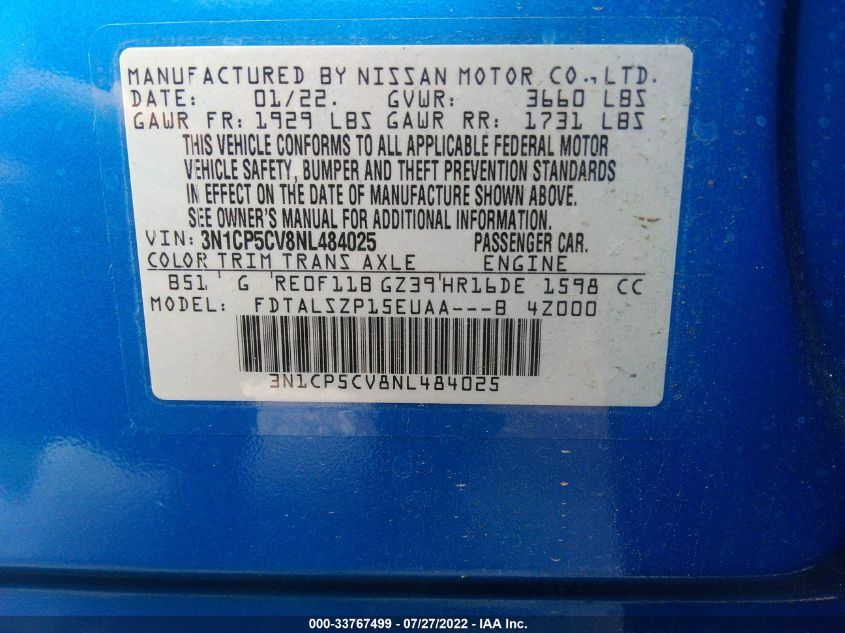 MANUFACTURED BY NISSAN MOTOR CO., LTD.
DATE: 01/22. GVWR: 3660 LBS
GAWR FR: 1929 LBS GAWR RR: 1731 LBS
THIS VEHICLE CONFORMS TO ALL APPLICABLE FEDERAL MOTOR
VEHICLE SAFETY, BUMPER AND THEFT PREVENTION STANDARDS
IN EFFECT ON THE DATE OF MANUFACTURE SHOWN ABOVE.
SEE OWNER'S MANUAL FOR ADDITIONAL INFORMATION.
VIN: 3N1CP5CV8NL484025 PASSENGER CAR.
COLOR TRIM TRANS AXLE ENGINE
B51 G RE0F11B GZ39 HR16DE 1598 CC
MODEL: FDTALSZP15EUAA---B 4Z000
3N1CP5CV8NL484025
000-33767499 - 07/27/2022 - IAA Inc.